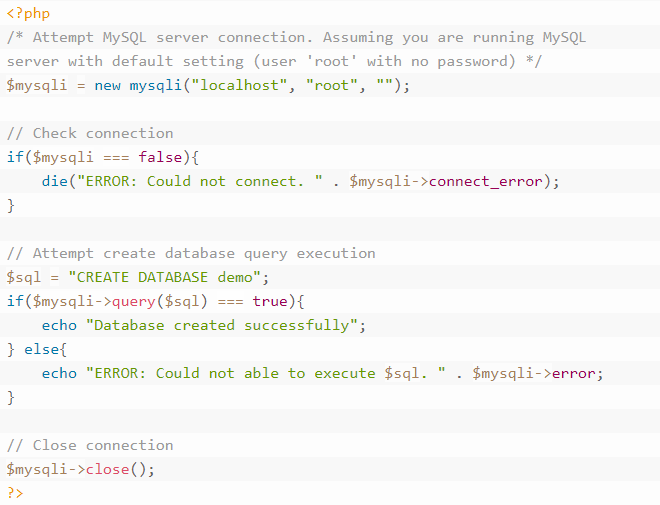 <?php
/* Attempt MySQL server connection. Assuming you are running MySQL
server with default setting (user 'root' with no password) */
$mysqli = new mysqli("localhost", "root", "");

// Check connection
if($mysqli === false){
    die("ERROR: Could not connect. " . $mysqli->connect_error);
}

// Attempt create database query execution
$sql = "CREATE DATABASE demo";
if($mysqli->query($sql) === true){
    echo "Database created successfully";
} else{
    echo "ERROR: Could not able to execute $sql. " . $mysqli->error;
}

// Close connection
$mysqli->close();
?>